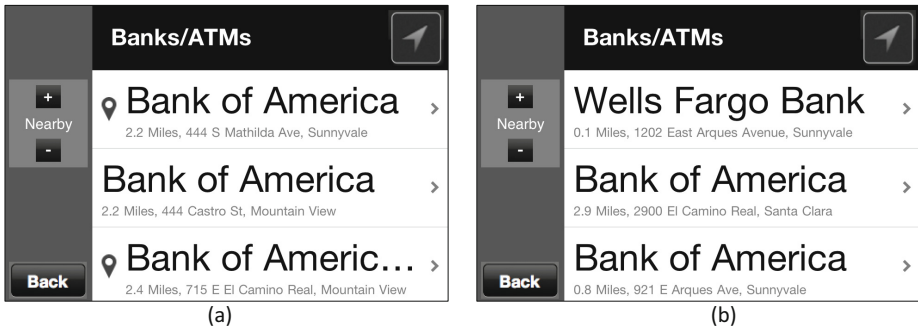 Banks/ATMs
+
Nearby
-
Back
Bank of America
2.2 Miles, 444 S Mathilda Ave, Sunnyvale
Bank of America
2.2 Miles, 444 Castro St, Mountain View
Bank of Americ...
2.4 Miles, 715 E El Camino Real, Mountain View
(a)
Banks/ATMs
+
Nearby
-
Back
Wells Fargo Bank
0.1 Miles, 1202 East Arques Avenue, Sunnyvale
Bank of America
2.9 Miles, 2900 El Camino Real, Santa Clara
Bank of America
0.8 Miles, 921 E Arques Ave, Sunnyvale
(b)